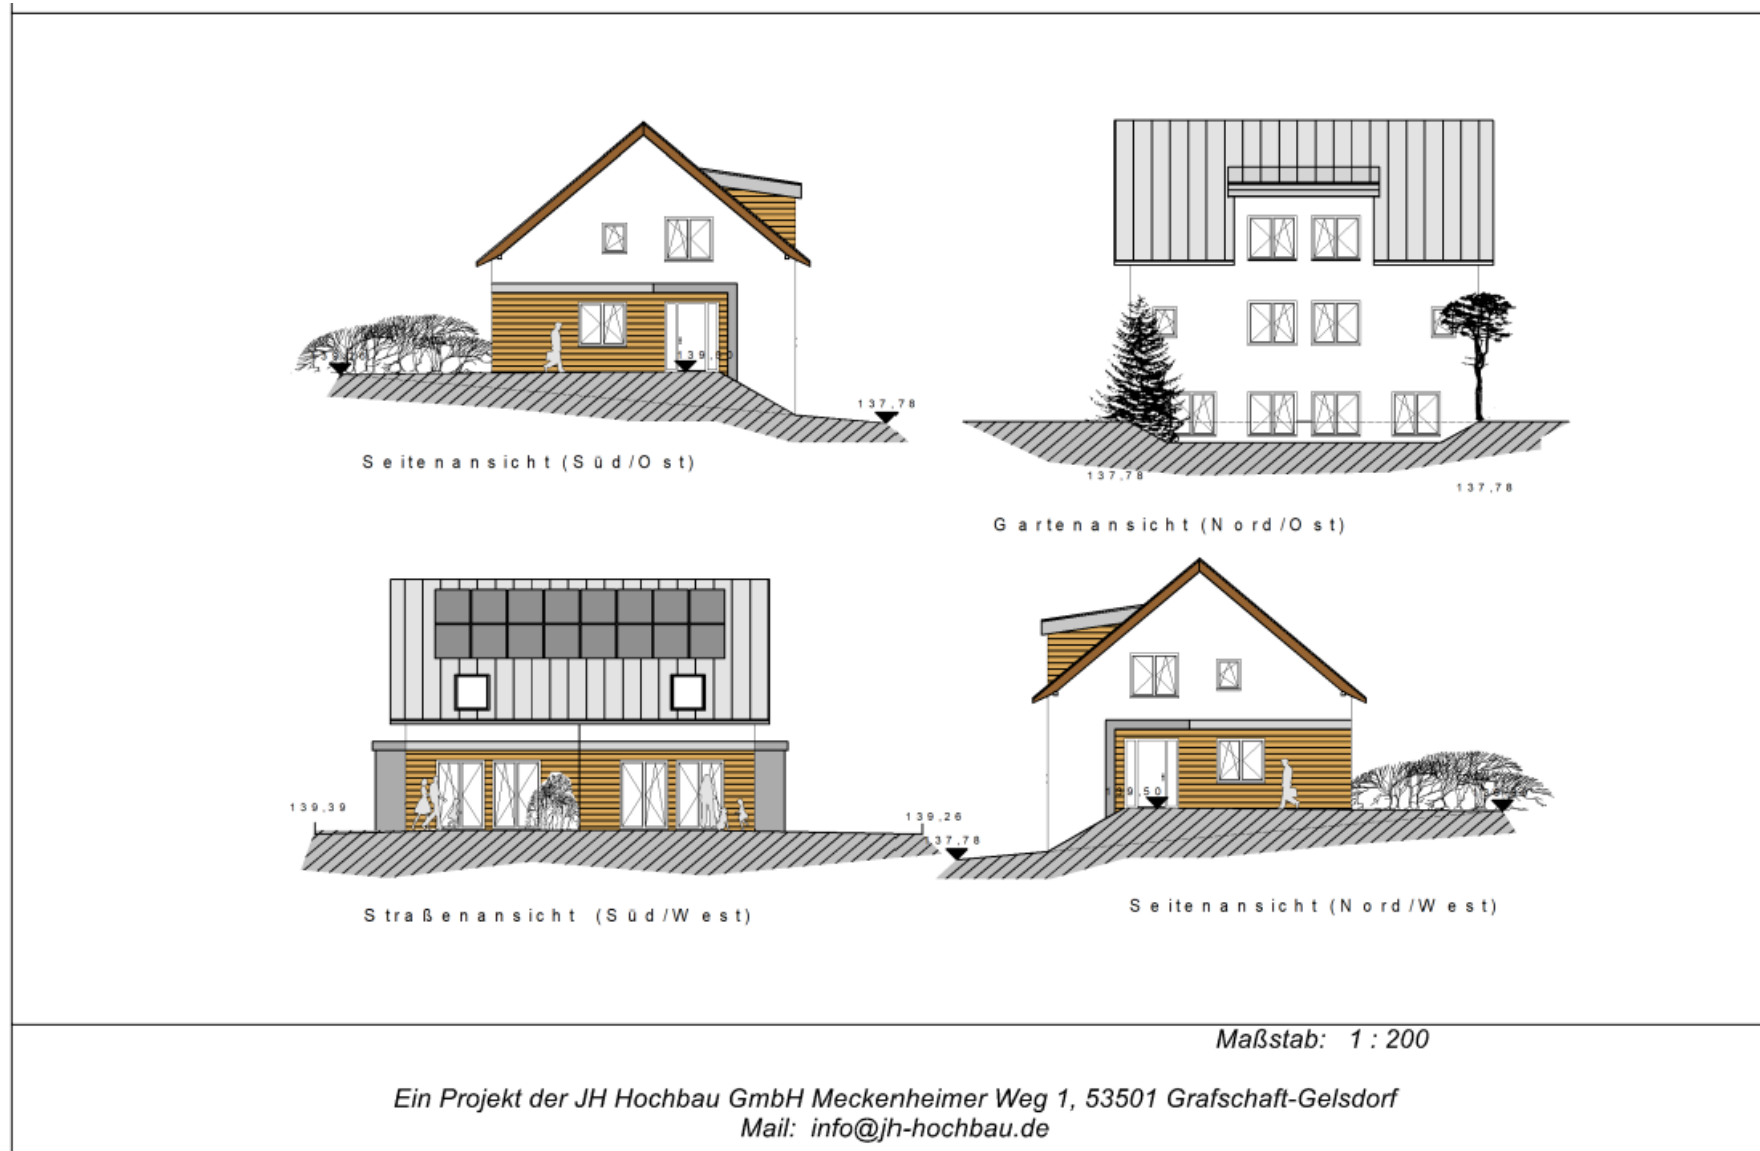 137,78
Seitenansicht (Süd/Ost)
137,78
137,78
Gartenansicht (Nord/Ost)
139,39
139,26
137,78
139,50
Straßenansicht (Süd/West)
Seitenansicht (Nord/West)
Maßstab: 1 : 200
Ein Projekt der JH Hochbau GmbH Meckenheimer Weg 1, 53501 Grafschaft-Gelsdorf
Mail: info@jh-hochbau.de